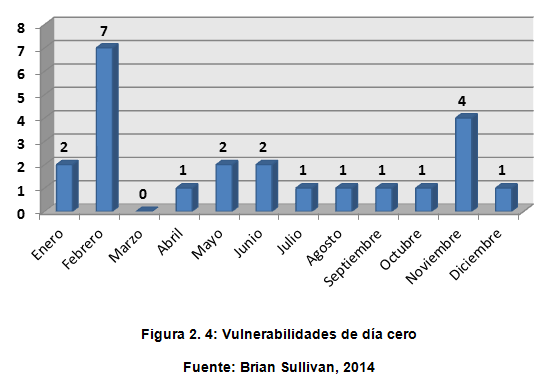 8
7
6
5
4
3
2
1
0
2
7
0
1
2
2
1
1
1
1
4
1
Enero
Febrero
Marzo
Abril
Mayo
Junio
Julio
Agosto
Septiembre
Octubre
Noviembre
Diciembre
Figura 2. 4: Vulnerabilidades de día cero
Fuente: Brian Sullivan, 2014